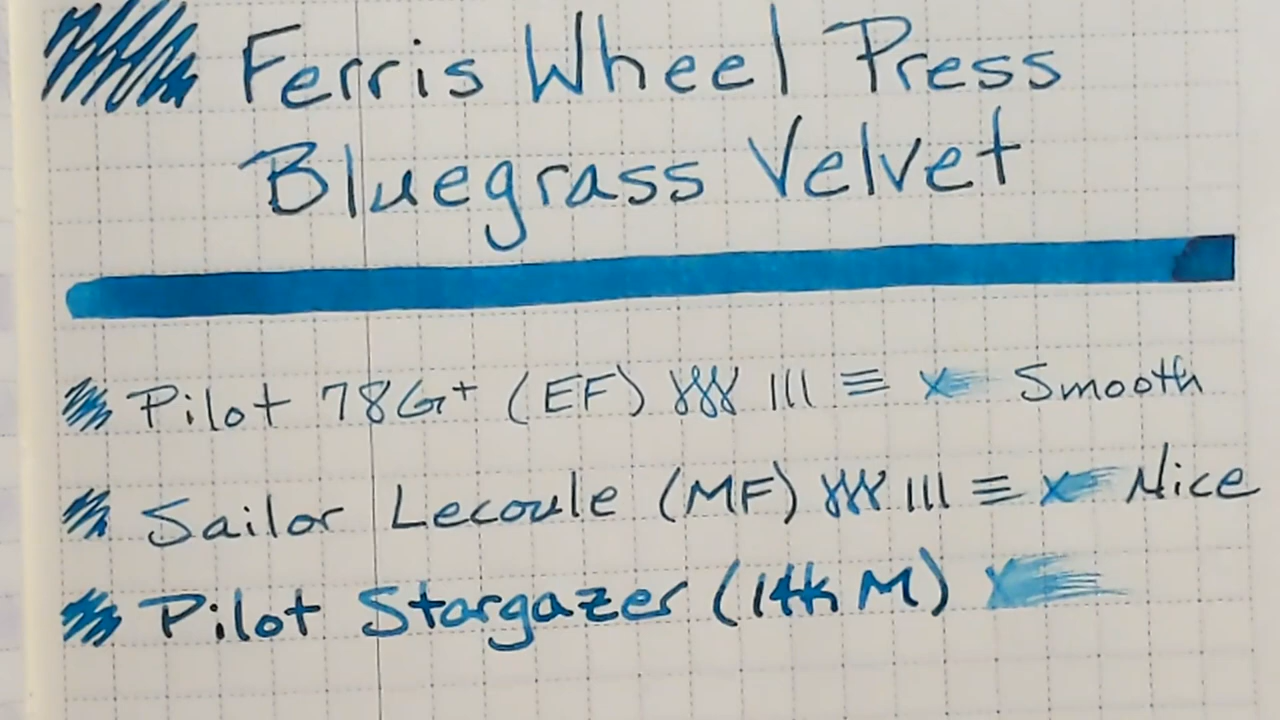 Ferris Wheel Press
Bluegrass Velvet
Pilot 78G+ (EF) Smooth
Sailor Lecoule (MF) Nice
Pilot Stargazer (14k M)